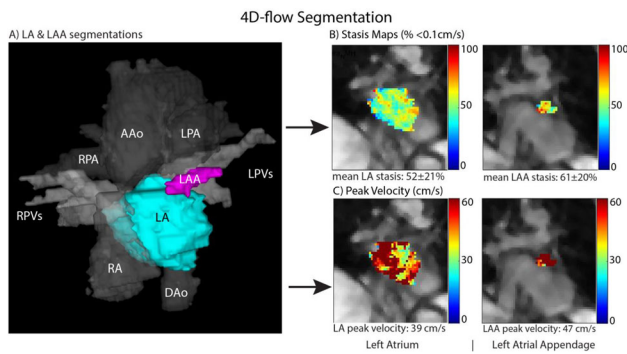 4D-flow Segmentation
A) LA & LAA segmentations
AAo
LPA
RPA
LAA
LPVs
RPVs
LA
RA
DAo
B) Stasis Maps (% <0.1cm/s)
100
50
0
mean LA stasis: 52±21%
100
50
0
mean LAA stasis: 61±20%
C) Peak Velocity (cm/s)
60
30
0
LA peak velocity: 39 cm/s
60
30
0
LAA peak velocity: 47 cm/s
Left Atrium | Left Atrial Appendage